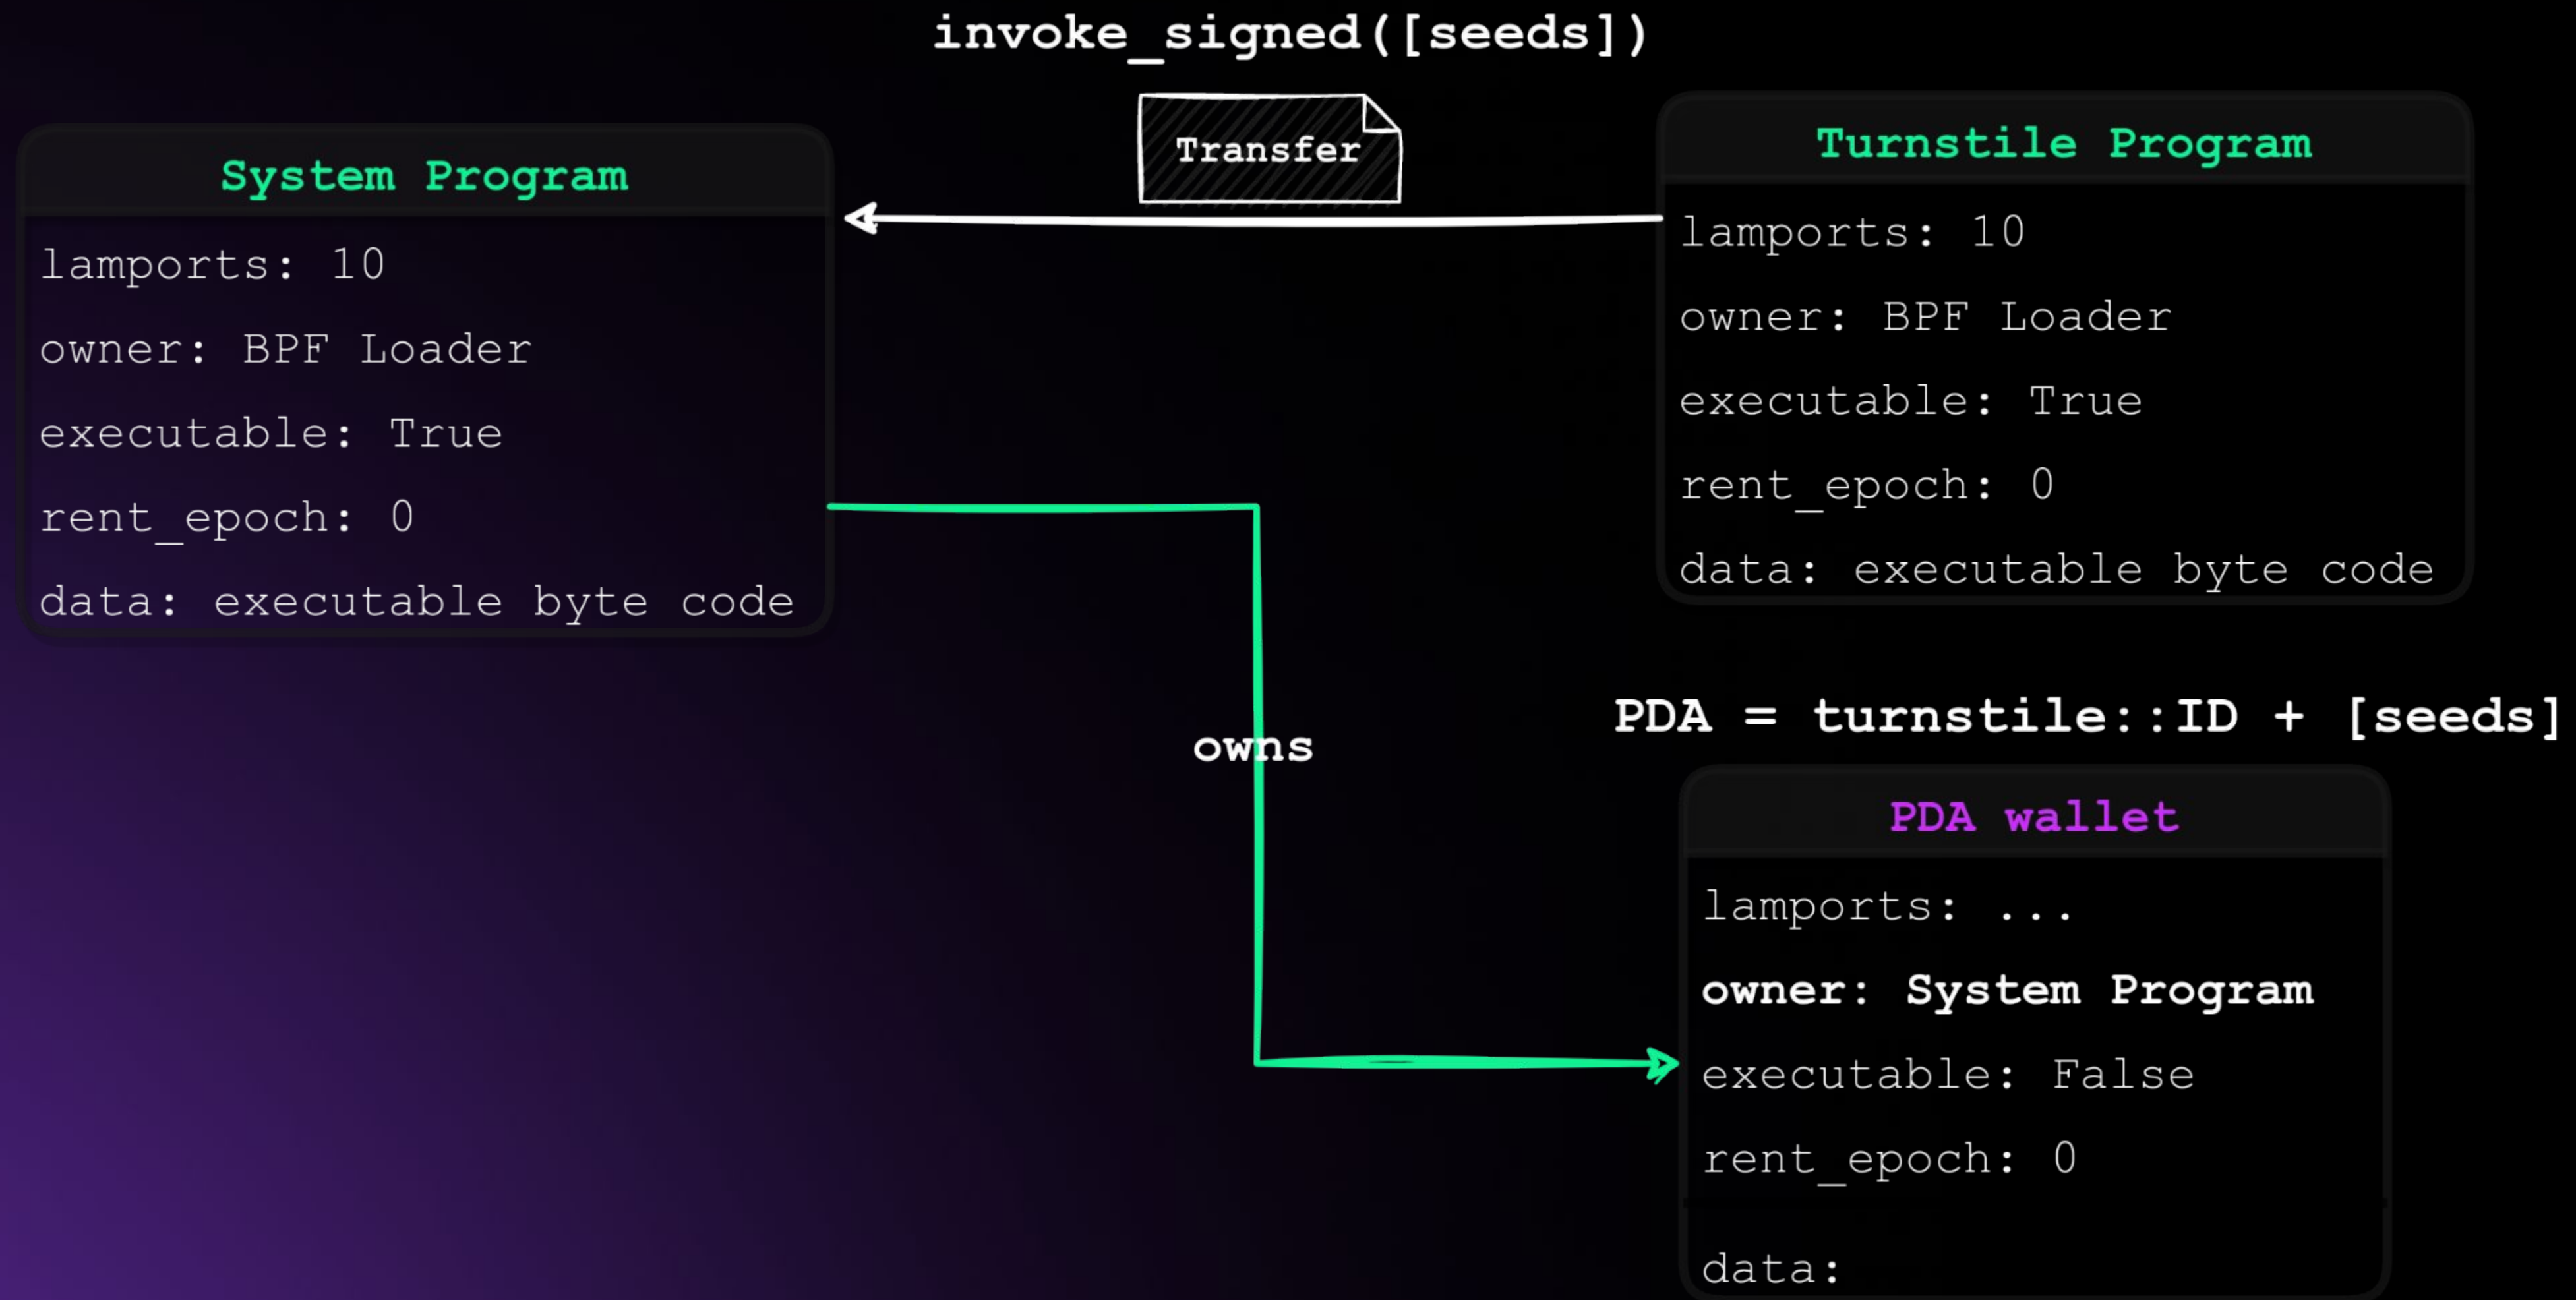 invoke_signed([seeds])
Transfer
System Program
lamports: 10
owner: BPF Loader
executable: True
rent_epoch: 0
data: executable byte code
Turnstile Program
lamports: 10
owner: BPF Loader
executable: True
rent_epoch: 0
data: executable byte code
owns
PDA = turnstile::ID + [seeds]
PDA wallet
lamports: ...
owner: System Program
executable: False
rent_epoch: 0
data: